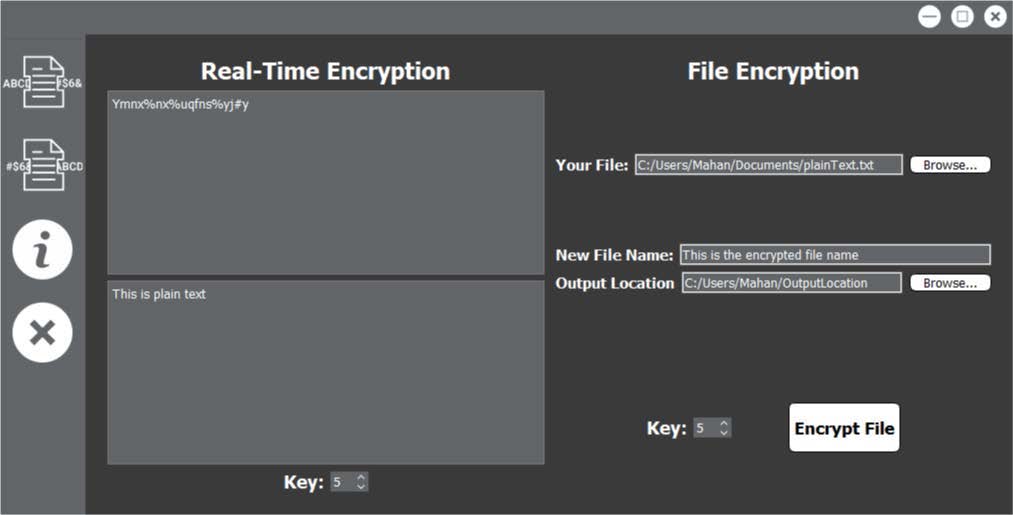 Real-Time Encryption
Ymnx%nx%uqfns%yj#y
This is plain text
Key: 5
File Encryption
Your File: C:/Users/Mahan/Documents/plainText.txt Browse...
New File Name: This is the encrypted file name
Output Location C:/Users/Mahan/OutputLocation Browse...
Key: 5
Encrypt File
ABCD #$6&
#$6& ABCD
i